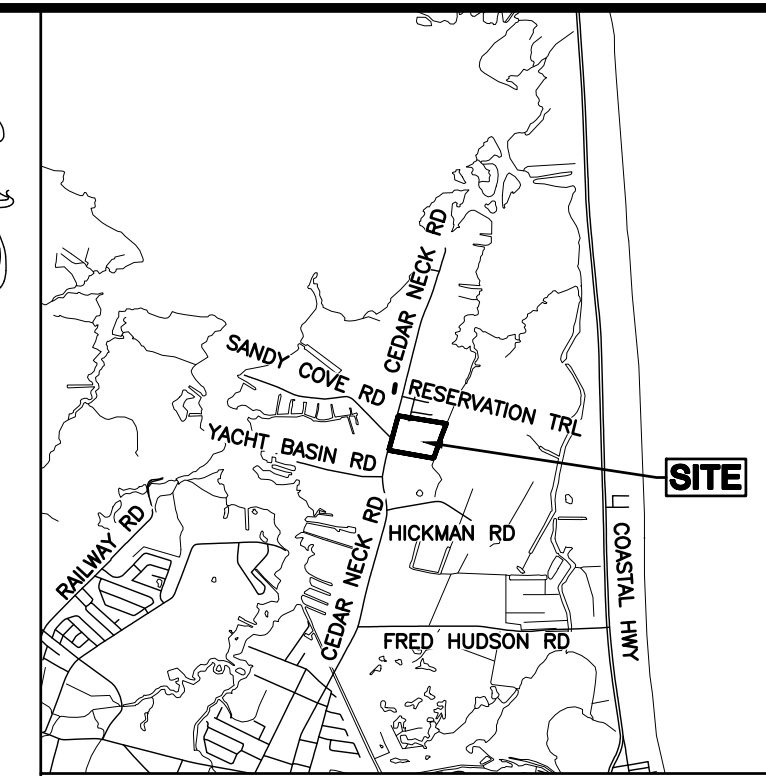 CEDAR NECK RD
SANDY COVE RD
RESERVATION TRL
YACHT BASIN RD
SITE
RAILWAY RD
CEDAR NECK RD
HICKMAN RD
COASTAL HWY
FRED HUDSON RD